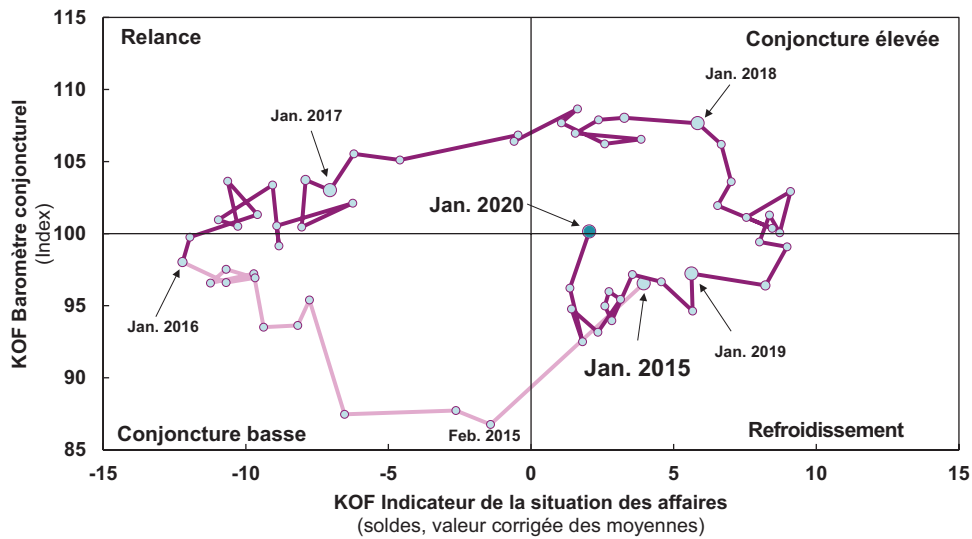 Relance
Conjoncture élevée
Jan. 2018
Jan. 2017
Jan. 2020
Jan. 2016
Jan. 2015
Jan. 2019
Feb. 2015
Conjoncture basse
Refroidissement
KOF Baromètre conjoncturel
(Index)
115
110
105
100
95
90
85
-15
-10
-5
0
5
10
15
KOF Indicateur de la situation des affaires
(soldes, valeur corrigée des moyennes)